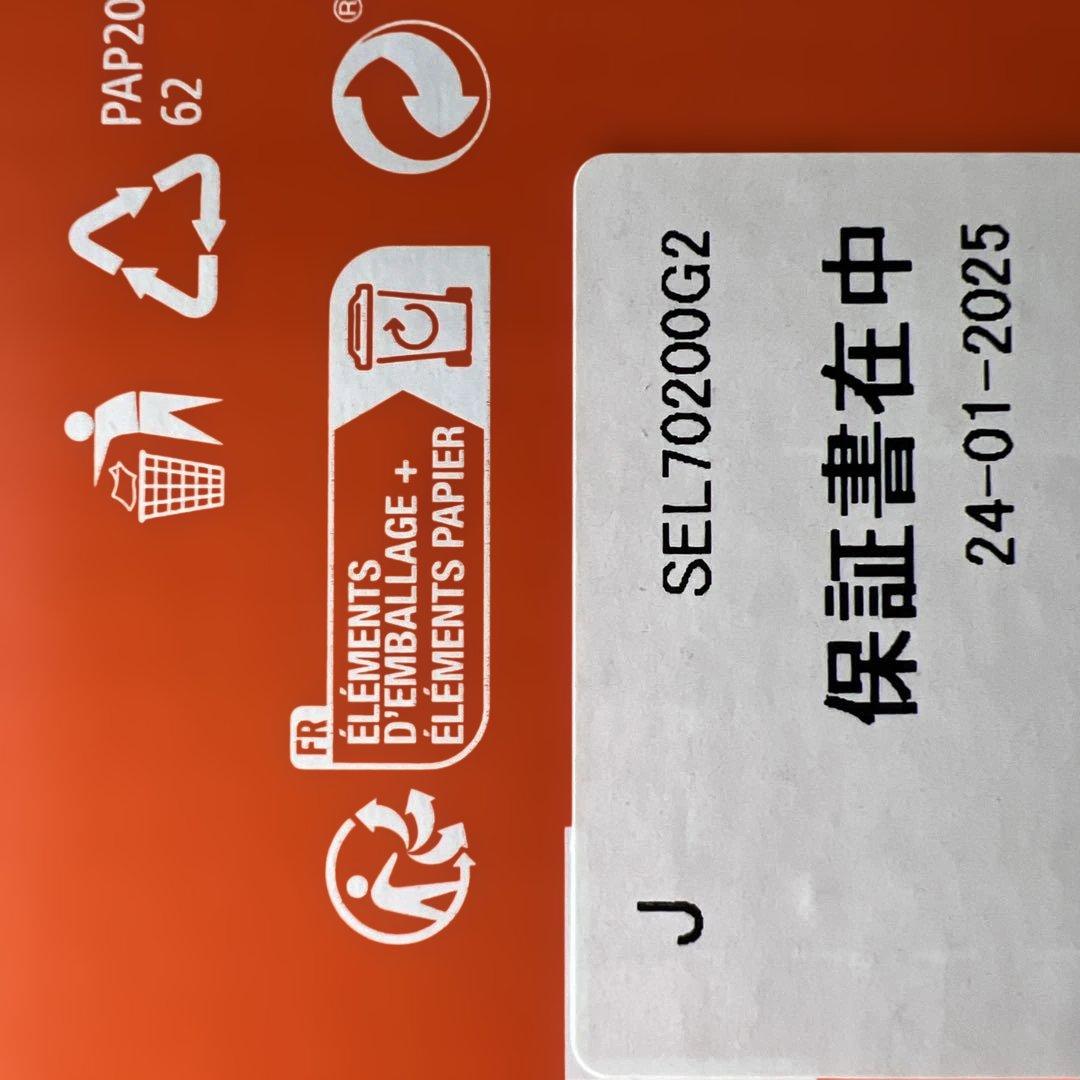 PAP20
62
®
FR
ÉLÉMENTS
D'EMBALLAGE +
ÉLÉMENTS PAPIER
J
SEL70200G2
保証書在中
24-01-2025